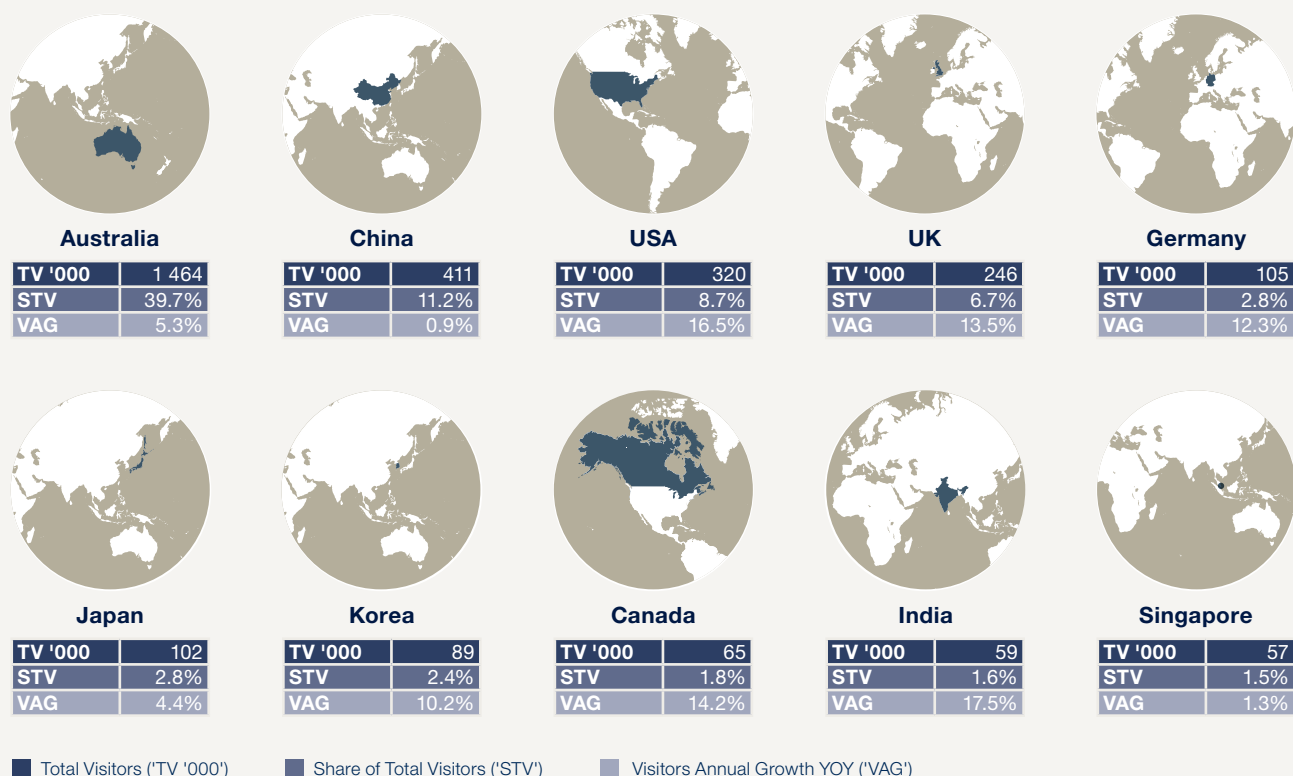 Australia China USA UK Germany
TV '000 1 464 TV '000 411 TV '000 320 TV '000 246 TV '000 105
STV 39.7% STV 11.2% STV 8.7% STV 6.7% STV 2.8%
VAG 5.3% VAG 0.9% VAG 16.5% VAG 13.5% VAG 12.3%
Japan Korea Canada India Singapore
TV '000 102 TV '000 89 TV '000 65 TV '000 59 TV '000 57
STV 2.8% STV 2.4% STV 1.8% STV 1.6% STV 1.5%
VAG 4.4% VAG 10.2% VAG 14.2% VAG 17.5% VAG 1.3%
Total Visitors ('TV '000') Share of Total Visitors ('STV') Visitors Annual Growth YOY ('VAG')